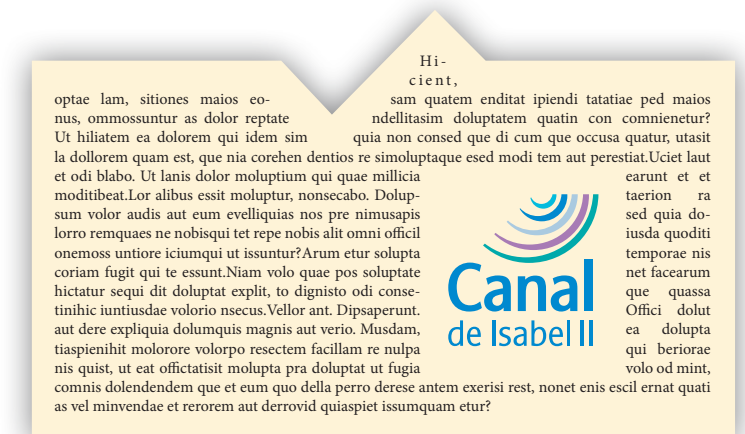 Hi-
cient,
optae lam, sitiones maios eo- sam quatem enditat ipiendi tatatiae ped maios
nus, ommossuntur as dolor reptate ndellitasim doluptatem quatin con comnienetur?
Ut hiliatem ea dolorem qui idem sim quia non consed que di cum que occusa quatur, utasit
la dollorem quam est, que nia corehen dentios re simoluptaque esed modi tem aut perestiat.Uciet laut
et odi blabo. Ut lanis dolor moluptium qui quae millicia earunt et et
moditibeat.Lor alibus essit moluptur, nonsecabo. Dolup- taerion ra
sum volor audis aut eum evelliquias nos pre nimusapis sed quia do-
lorro remquaes ne nobisqui tet repe nobis alit omni officil iusda quoditi
onemoss untiore iciumqui ut issuntur?Arum etur solupta temporae nis
coriam fugit qui te essunt.Niam volo quae pos soluptate net facearum
hictatur sequi dit doluptat explit, to dignisto odi conse- que quassa
tinihic iuntiusdae volorio nsecus.Vellor ant. Dipsaperunt. Offici dolut
aut dere expliquia dolumquis magnis aut verio. Musdam, ea dolupta
tiaspienihit molorore volorpo resectem facillam re nulpa qui beriorae
nis quist, ut eat offictatisit molupta pra doluptat ut fugia volo od mint,
comnis dolendendem que et eum quo della perro derese antem exerisi rest, nonet enis escil ernat quati
as vel minvendae et rerorem aut derrovid quiaspiet issumquam etur?
Canal
de Isabel II